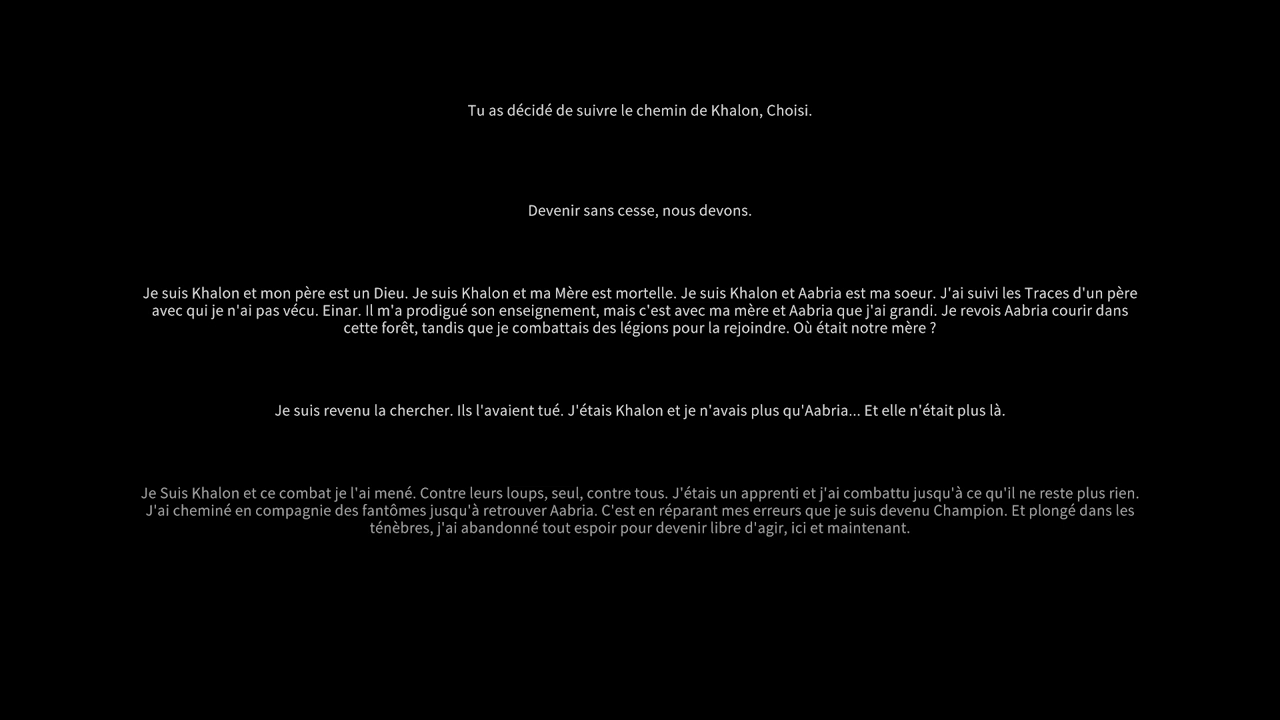 Tu as décidé de suivre le chemin de Khalon, Choisi.
Devenir sans cesse, nous devons.
Je suis Khalon et mon père est un Dieu. Je suis Khalon et ma Mère est mortelle. Je suis Khalon et Aabria est ma soeur. J'ai suivi les Traces d'un père
avec qui je n'ai pas vécu. Einar. Il m'a prodigué son enseignement, mais c'est avec ma mère et Aabria que j'ai grandi. Je revois Aabria courir dans
cette forêt, tandis que je combattais des légions pour la rejoindre. Où était notre mère ?
Je suis revenu la chercher. Ils l'avaient tué. J'étais Khalon et je n'avais plus qu'Aabria... Et elle n'était plus là.
Je Suis Khalon et ce combat je l'ai mené. Contre leurs loups, seul, contre tous. J'étais un apprenti et j'ai combattu jusqu'à ce qu'il ne reste plus rien.
J'ai cheminé en compagnie des fantômes jusqu'à retrouver Aabria. C'est en réparant mes erreurs que je suis devenu Champion. Et plongé dans les
ténèbres, j'ai abandonné tout espoir pour devenir libre d'agir, ici et maintenant.